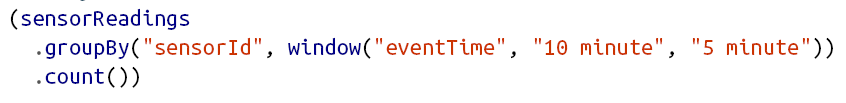 (sensorReadings
.groupBy("sensorId", window("eventTime", "10 minute", "5 minute"))
.count())